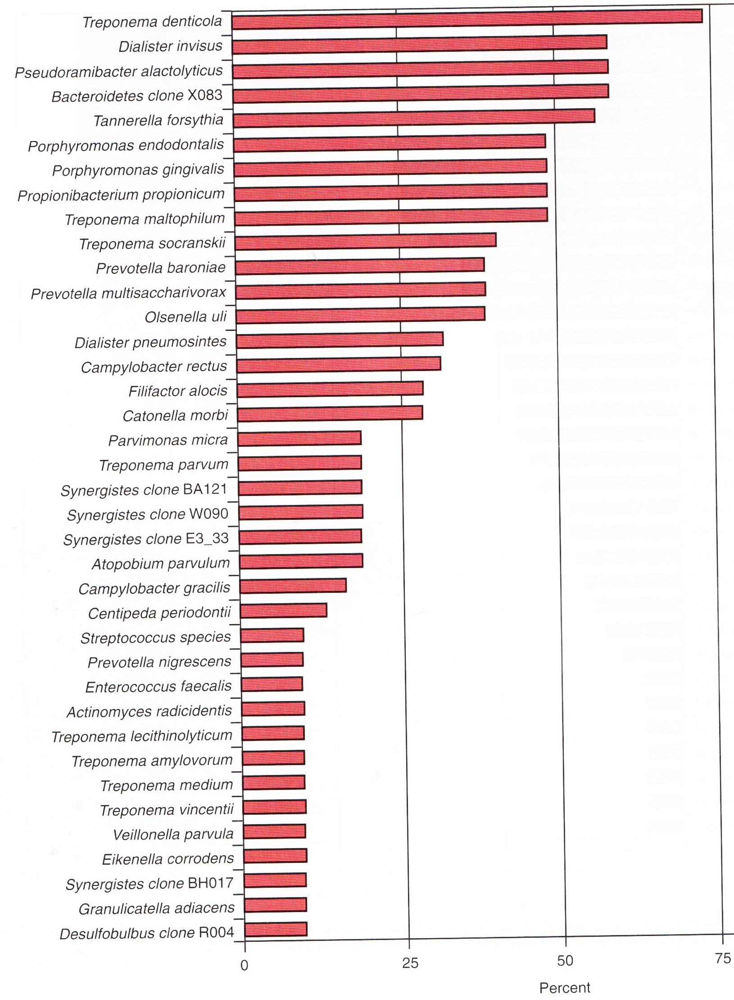 Treponema denticola
Dialister invisus
Pseudoramibacter alactolyticus
Bacteroidetes clone X083
Tannerella forsythia
Porphyromonas endodontalis
Porphyromonas gingivalis
Propionibacterium propionicum
Treponema maltophilum
Treponema socranskii
Prevotella baroniae
Prevotella multisaccharivorax
Olsenella uli
Dialister pneumosintes
Campylobacter rectus
Filifactor alocis
Catonella morbi
Parvimonas micra
Treponema parvum
Synergistes clone BA121
Synergistes clone W090
Synergistes clone E3_33
Atopobium parvulum
Campylobacter gracilis
Centipeda periodontii
Streptococcus species
Prevotella nigrescens
Enterococcus faecalis
Actinomyces radicidentis
Treponema lecithinolyticum
Treponema amylovorum
Treponema medium
Treponema vincentii
Veillonella parvula
Eikenella corrodens
Synergistes clone BH017
Granulicatella adiacens
Desulfobulbus clone R004
0 25 50 75
Percent